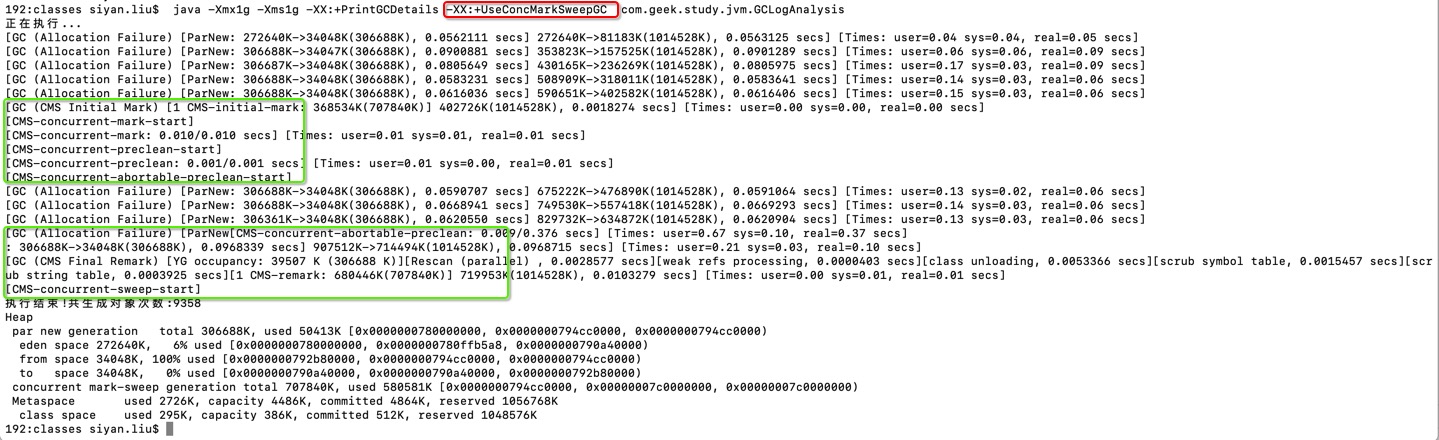 192:classes siyan.liu$  java -Xmx1g -Xms1g -XX:+PrintGCDetails -XX:+UseConcMarkSweepGC  com.geek.study.jvm.GCLogAnalysis
正在执行...
[GC (Allocation Failure) [ParNew: 272640K->34048K(306688K), 0.0562111 secs] 272640K->81183K(1014528K), 0.0563125 secs] [Times: user=0.04 sys=0.04, real=0.05 secs]
[GC (Allocation Failure) [ParNew: 306688K->34047K(306688K), 0.0900881 secs] 353823K->157525K(1014528K), 0.0901289 secs] [Times: user=0.06 sys=0.06, real=0.09 secs]
[GC (Allocation Failure) [ParNew: 306687K->34048K(306688K), 0.0805649 secs] 430165K->236269K(1014528K), 0.0805975 secs] [Times: user=0.17 sys=0.03, real=0.09 secs]
[GC (Allocation Failure) [ParNew: 306688K->34048K(306688K), 0.0583231 secs] 508909K->318011K(1014528K), 0.0583641 secs] [Times: user=0.14 sys=0.03, real=0.06 secs]
[GC (Allocation Failure) [ParNew: 306688K->34048K(306688K), 0.0616036 secs] 590651K->402582K(1014528K), 0.0616406 secs] [Times: user=0.15 sys=0.03, real=0.06 secs]
[GC (CMS Initial Mark) [1 CMS-initial-mark: 368534K(707840K)] 402726K(1014528K), 0.0018274 secs] [Times: user=0.00 sys=0.00, real=0.00 secs]
[CMS-concurrent-mark-start]
[CMS-concurrent-mark: 0.010/0.010 secs] [Times: user=0.01 sys=0.01, real=0.01 secs]
[CMS-concurrent-preclean-start]
[CMS-concurrent-preclean: 0.001/0.001 secs] [Times: user=0.01 sys=0.00, real=0.01 secs]
[CMS-concurrent-abortable-preclean-start]
[GC (Allocation Failure) [ParNew: 306688K->34048K(306688K), 0.0590707 secs] 675222K->476890K(1014528K), 0.0591064 secs] [Times: user=0.13 sys=0.02, real=0.06 secs]
[GC (Allocation Failure) [ParNew: 306688K->34048K(306688K), 0.0668941 secs] 749530K->557418K(1014528K), 0.0669293 secs] [Times: user=0.14 sys=0.03, real=0.06 secs]
[GC (Allocation Failure) [ParNew: 306361K->34048K(306688K), 0.0620550 secs] 829732K->634872K(1014528K), 0.0620904 secs] [Times: user=0.13 sys=0.03, real=0.06 secs]
[GC (Allocation Failure) [ParNew[CMS-concurrent-abortable-preclean: 0.009/0.376 secs] [Times: user=0.67 sys=0.10, real=0.37 secs]
: 306688K->34048K(306688K), 0.0968339 secs] 907512K->714494K(1014528K), 0.0968715 secs] [Times: user=0.21 sys=0.03, real=0.10 secs]
[GC (CMS Final Remark) [YG occupancy: 39507 K (306688 K)][Rescan (parallel) , 0.0028577 secs][weak refs processing, 0.0000403 secs][class unloading, 0.0053366 secs][scrub symbol table, 0.0015457 secs][scr
ub string table, 0.0003925 secs][1 CMS-remark: 680446K(707840K)] 719953K(1014528K), 0.0103279 secs] [Times: user=0.01 sys=0.00, real=0.01 secs]
[CMS-concurrent-sweep-start]
执行结束!共生成对象次数:9358
Heap
 par new generation   total 306688K, used 50413K [0x0000000780000000, 0x0000000794cc0000, 0x0000000794cc0000)
  eden space 272640K,   6% used [0x0000000780000000, 0x0000000780ffb5a8, 0x0000000790a40000)
  from space 34048K, 100% used [0x0000000792b80000, 0x0000000794cc0000, 0x0000000794cc0000)
  to   space 34048K,   0% used [0x0000000790a40000, 0x0000000790a40000, 0x0000000792b80000)
 concurrent mark-sweep generation total 707840K, used 580581K [0x0000000794cc0000, 0x00000007c0000000, 0x00000007c0000000)
 Metaspace       used 2726K, capacity 4486K, committed 4864K, reserved 1056768K
  class space    used 295K, capacity 386K, committed 512K, reserved 1048576K
192:classes siyan.liu$